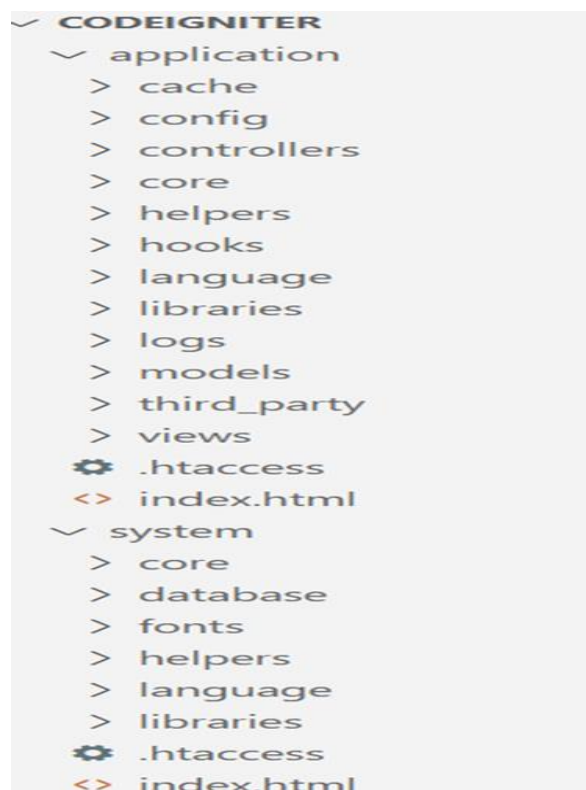 CODEIGNITER
application
cache
config
controllers
core
helpers
hooks
language
libraries
logs
models
third_party
views
.htaccess
index.html
system
core
database
fonts
helpers
language
libraries
.htaccess
index.html